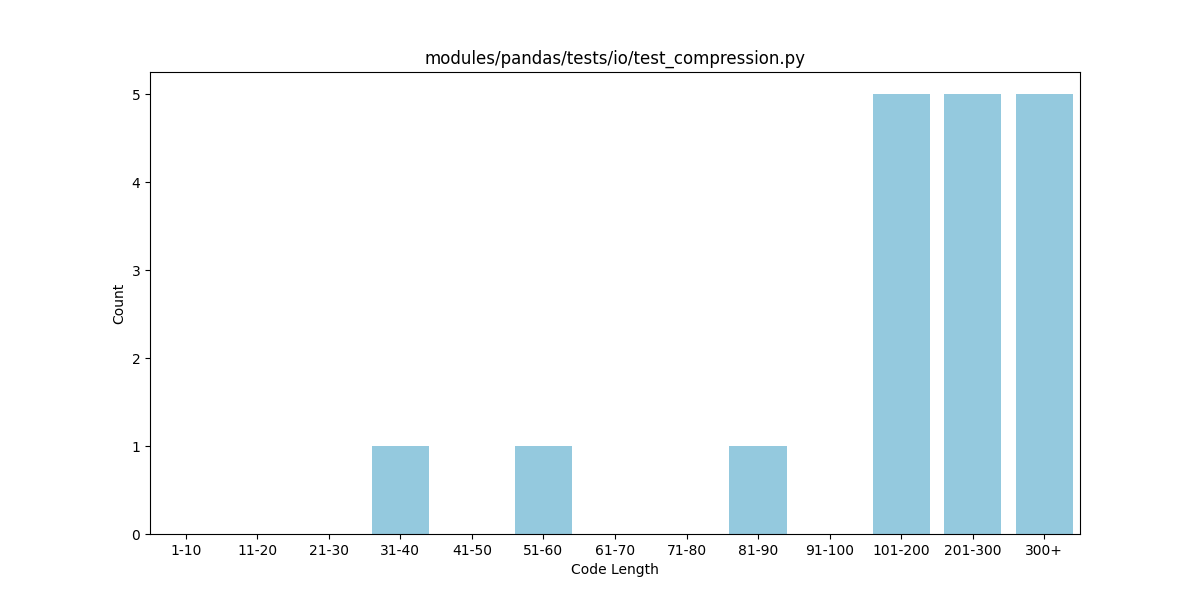 modules/pandas/tests/io/test_compression.py
Count
5
4
3
2
1
0
1-10 11-20 21-30 31-40 41-50 51-60 61-70 71-80 81-90 91-100 101-200 201-300 300+
Code Length